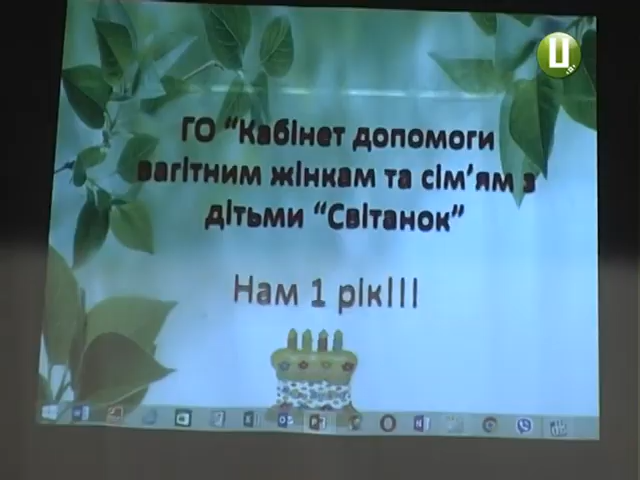 ГО “Кабінет допомоги
вагітним жінкам та сім’ям з
дітьми “Світанок”
Нам 1 рік!!!
Ц